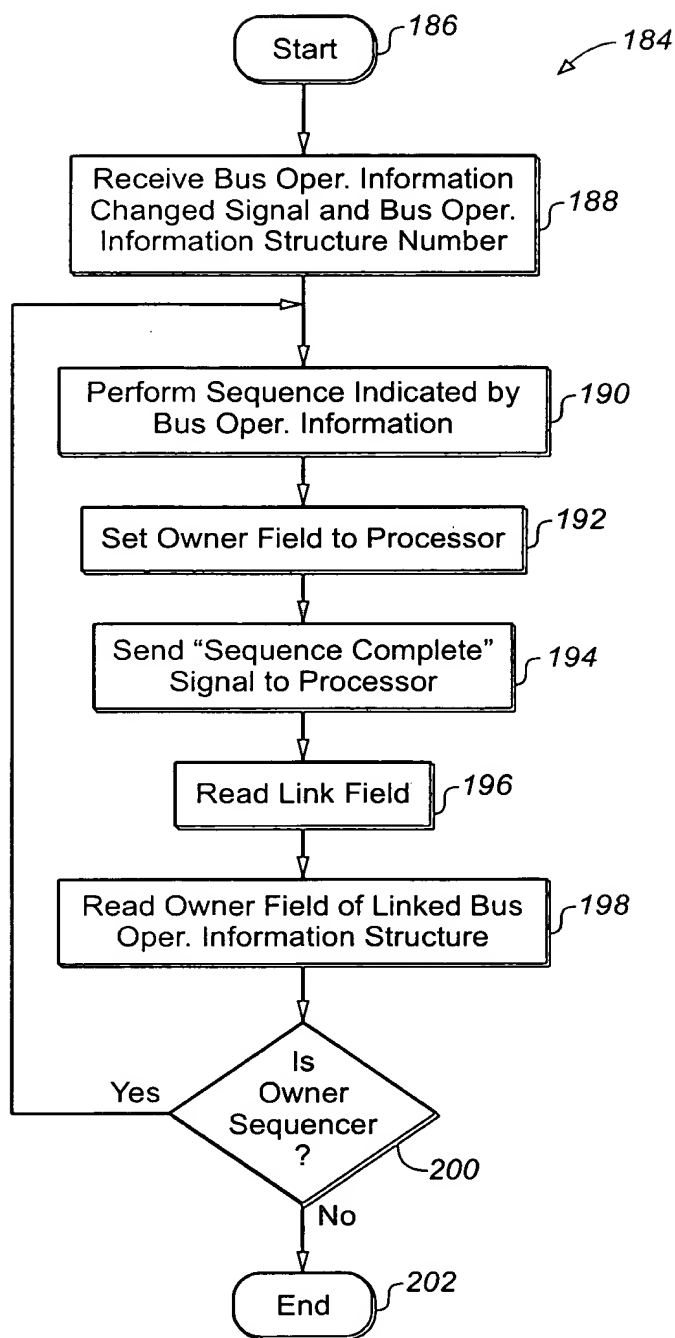 Start
186
184
Receive Bus Oper. Information
Changed Signal and Bus Oper.
Information Structure Number
188
Perform Sequence Indicated by
Bus Oper. Information
190
Set Owner Field to Processor
192
Send “Sequence Complete”
Signal to Processor
194
Read Link Field
196
Read Owner Field of Linked Bus
Oper. Information Structure
198
Is
Owner
Sequencer
?
Yes
200
No
End
202